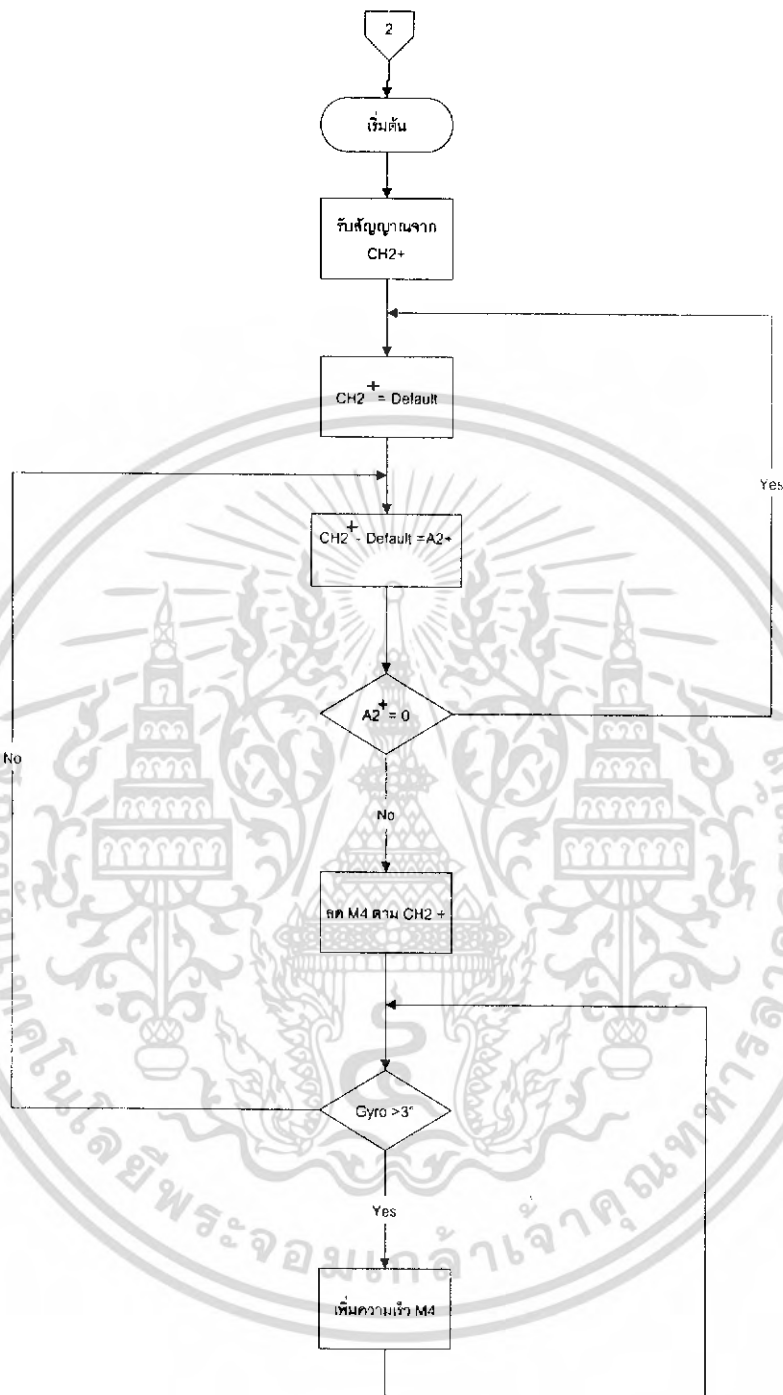 2
เริ่มต้น
รับสัญญาณจาก
CH2+
CH2+ = Default
Yes
CH2+ - Default =A2+
A2+ = 0
No
No
ลด M4 ตาม CH2 +
Gyro >3°
Yes
เพิ่มความเร็ว M4